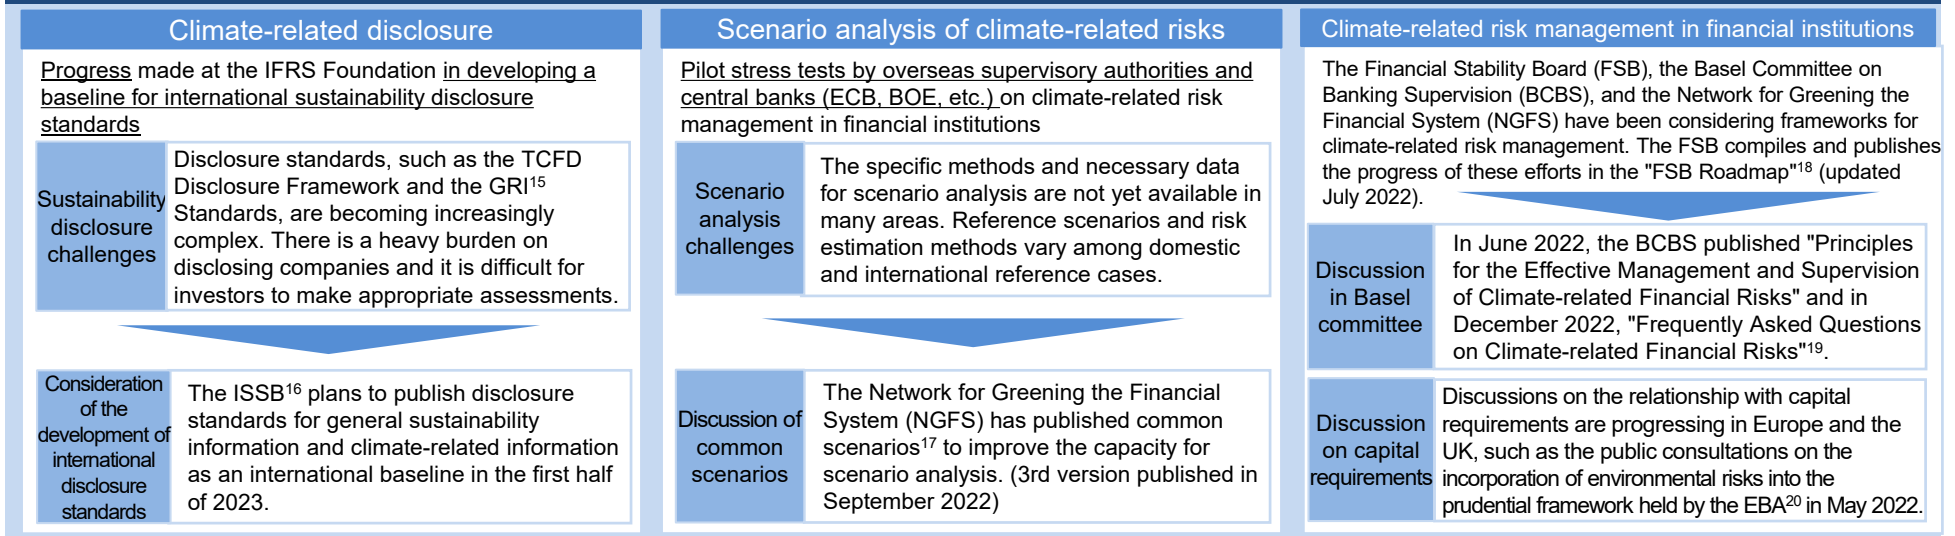 Climate-related disclosure
Progress made at the IFRS Foundation in developing a
baseline for international sustainability disclosure
standards
Sustainability
disclosure
challenges
Disclosure standards, such as the TCFD
Disclosure Framework and the GRI15
Standards, are becoming increasingly
complex. There is a heavy burden on
disclosing companies and it is difficult for
investors to make appropriate assessments.
Consideration
of the
development of
international
disclosure
standards
The ISSB16 plans to publish disclosure
standards for general sustainability
information and climate-related information
as an international baseline in the first half
of 2023.
Scenario analysis of climate-related risks
Pilot stress tests by overseas supervisory authorities and
central banks (ECB, BOE, etc.) on climate-related risk
management in financial institutions
Scenario
analysis
challenges
The specific methods and necessary data
for scenario analysis are not yet available in
many areas. Reference scenarios and risk
estimation methods vary among domestic
and international reference cases.
Discussion of
common
scenarios
The Network for Greening the Financial
System (NGFS) has published common
scenarios17 to improve the capacity for
scenario analysis. (3rd version published in
September 2022)
Climate-related risk management in financial institutions
The Financial Stability Board (FSB), the Basel Committee on
Banking Supervision (BCBS), and the Network for Greening the
Financial System (NGFS) have been considering frameworks for
climate-related risk management. The FSB compiles and publishes
the progress of these efforts in the "FSB Roadmap"18 (updated
July 2022).
Discussion
in Basel
committee
In June 2022, the BCBS published "Principles
for the Effective Management and Supervision
of Climate-related Financial Risks" and in
December 2022, "Frequently Asked Questions
on Climate-related Financial Risks"19.
Discussion
on capital
requirements
Discussions on the relationship with capital
requirements are progressing in Europe and the
UK, such as the public consultations on the
incorporation of environmental risks into the
prudential framework held by the EBA20 in May 2022.